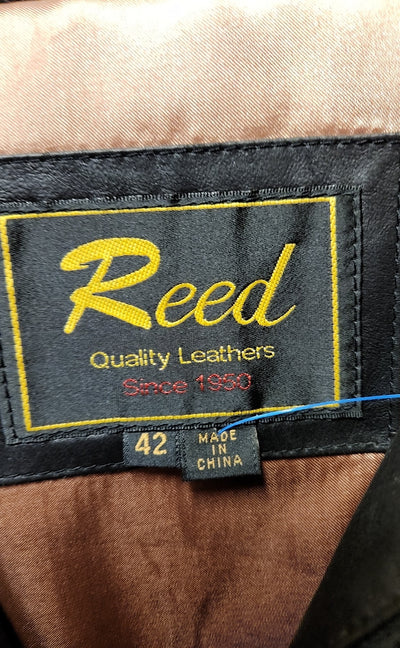 Reed
Quality Leathers
Since 1950
42
MADE
IN
CHINA